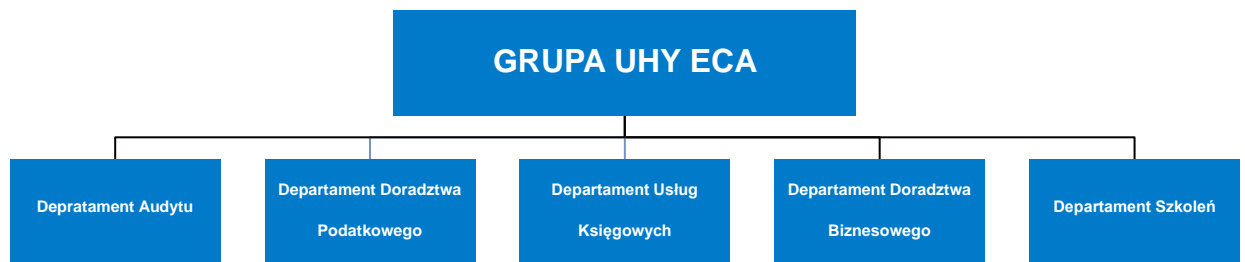 GRUPA UHY ECA
Depratament Audytu
Departament Doradztwa
Podatkowego
Departament Usług
Księgowych
Departament Doradztwa
Biznesowego
Departament Szkoleń